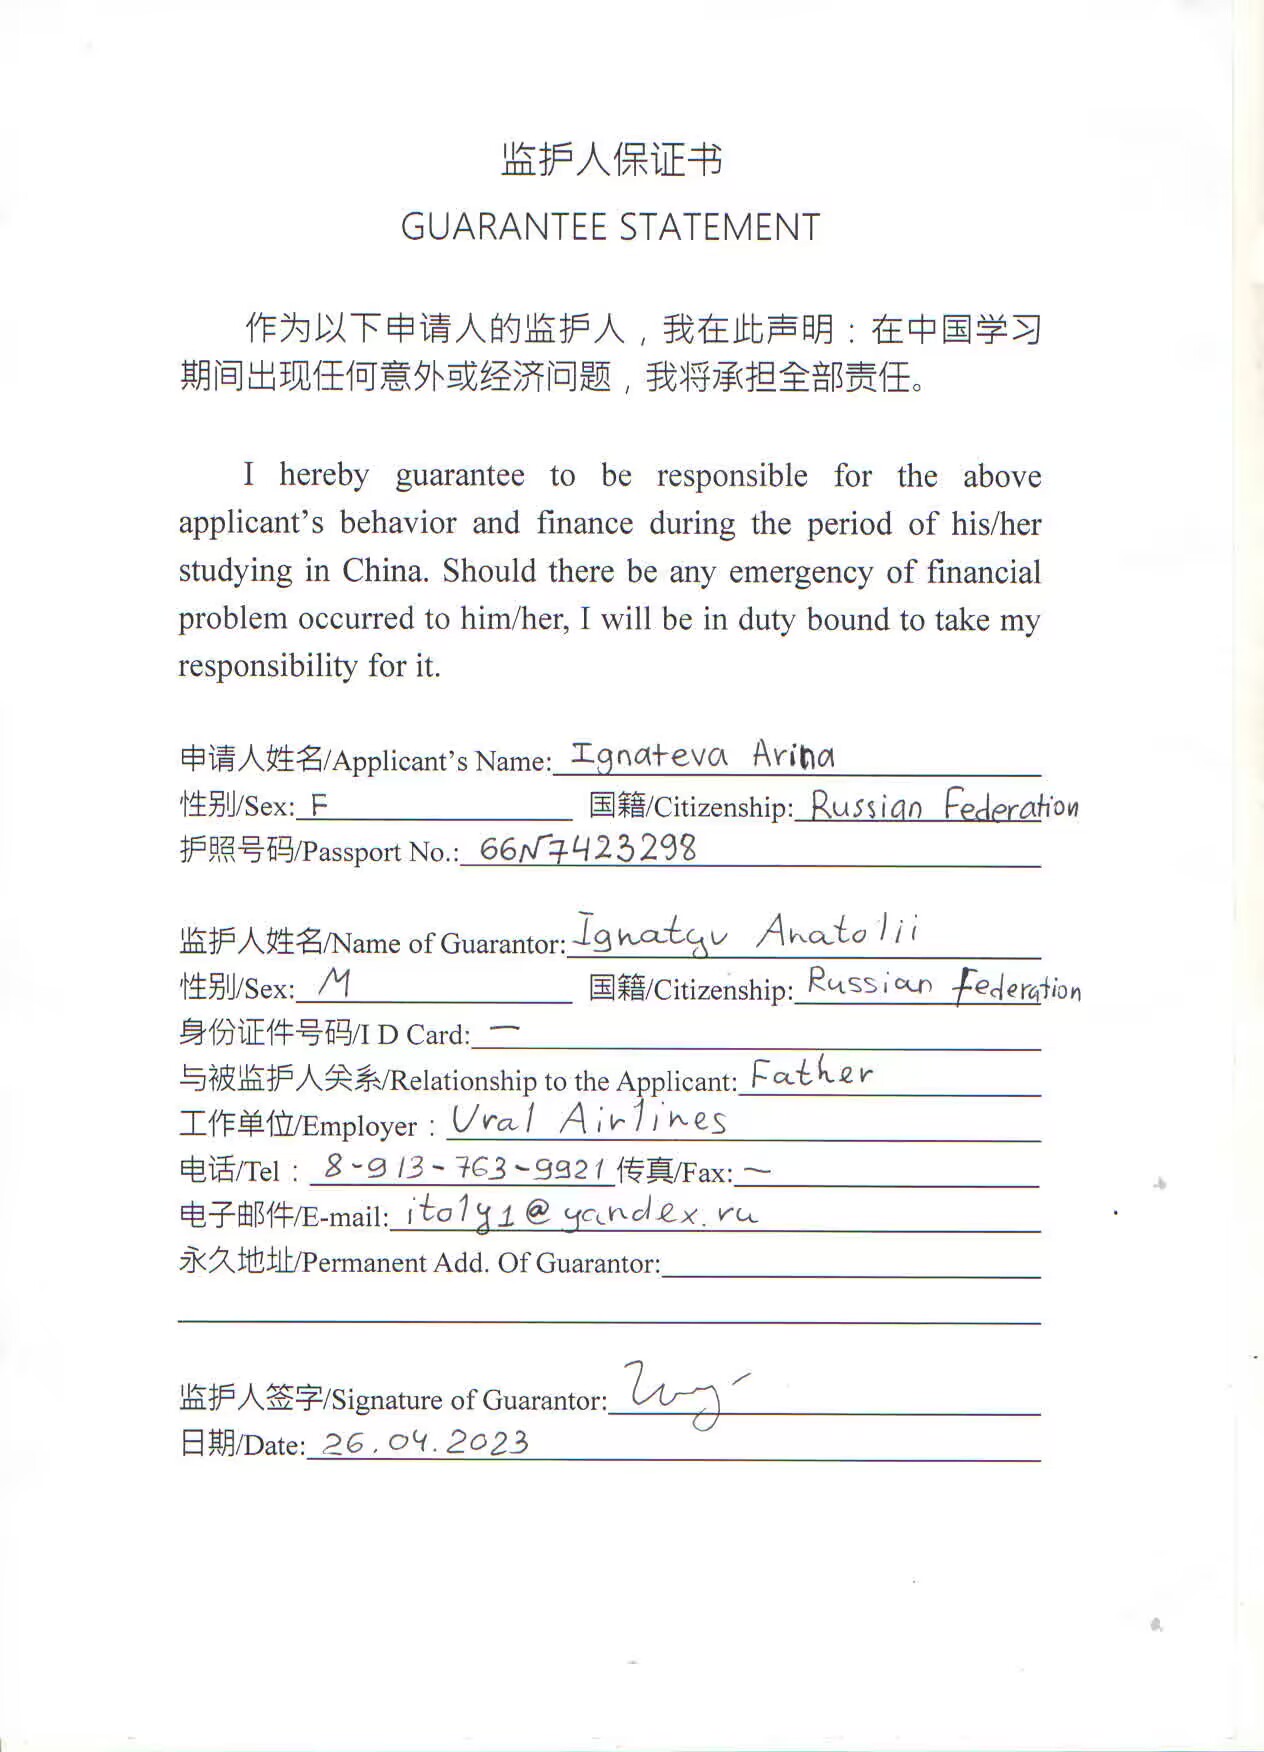 监护人保证书
GUARANTEE STATEMENT
作为以下申请人的监护人，我在此声明：在中国学习
期间出现任何意外或经济问题，我将承担全部责任。
I hereby guarantee to be responsible for the above
applicant’s behavior and finance during the period of his/her
studying in China. Should there be any emergency of financial
problem occurred to him/her, I will be in duty bound to take my
responsibility for it.
申请人姓名/Applicant’s Name: Ignateva Arina
性别/Sex: F 国籍/Citizenship: Russian Federation
护照号码/Passport No.: 66N7423298
监护人姓名/Name of Guarantor: Ignatyv Anatolii
性别/Sex: M 国籍/Citizenship: Russian Federation
身份证件号码/I D Card: —
与被监护人关系/Relationship to the Applicant: Father
工作单位/Employer : Ural Airlines
电话/Tel : 8-913-763-9921 传真/Fax: —
电子邮件/E-mail: itoly1@yandex.ru
永久地址/Permanent Add. Of Guarantor:
监护人签字/Signature of Guarantor:
日期/Date: 26.04.2023